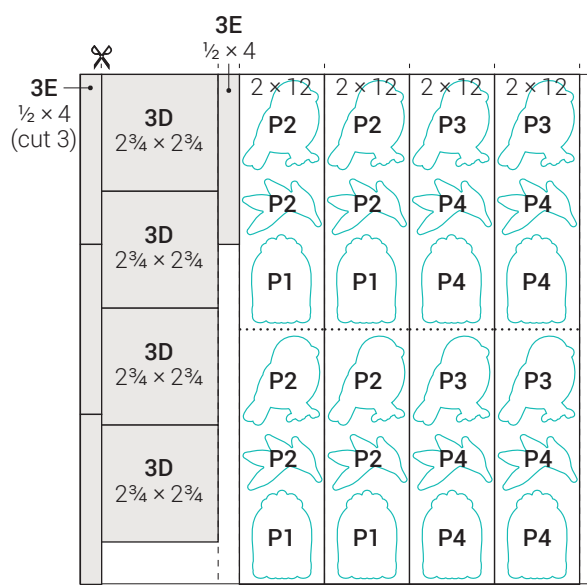 3E
½ × 4
3E
½ × 4
(cut 3)
3D
2¾ × 2¾
3D
2¾ × 2¾
3D
2¾ × 2¾
3D
2¾ × 2¾
2 × 12 2 × 12 2 × 12 2 × 12
P2 P2 P3 P3
P2 P2 P4 P4
P1 P1 P4 P4
P2 P2 P3 P3
P2 P2 P4 P4
P1 P1 P4 P4